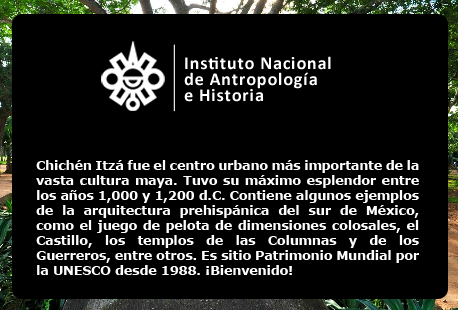 Instituto Nacional
de Antropología
e Historia
Chichén Itzá fue el centro urbano más importante de la
vasta cultura maya. Tuvo su máximo esplendor entre
los años 1,000 y 1,200 d.C. Contiene algunos ejemplos
de la arquitectura prehispánica del sur de México,
como el juego de pelota de dimensiones colosales, el
Castillo, los templos de las Columnas y de los
Guerreros, entre otros. Es sitio Patrimonio Mundial por
la UNESCO desde 1988. ¡Bienvenido!